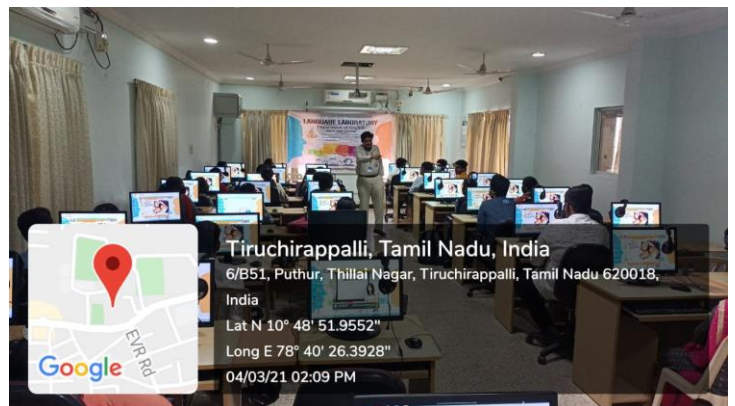 LANGUAGE LABORATORY
Tiruchirappalli, Tamil Nadu, India
6/B51, Puthur, Thillai Nagar, Tiruchirappalli, Tamil Nadu 620018,
India
Lat N 10° 48' 51.9552"
Long E 78° 40' 26.3928"
04/03/21 02:09 PM
EVR Rd
Google